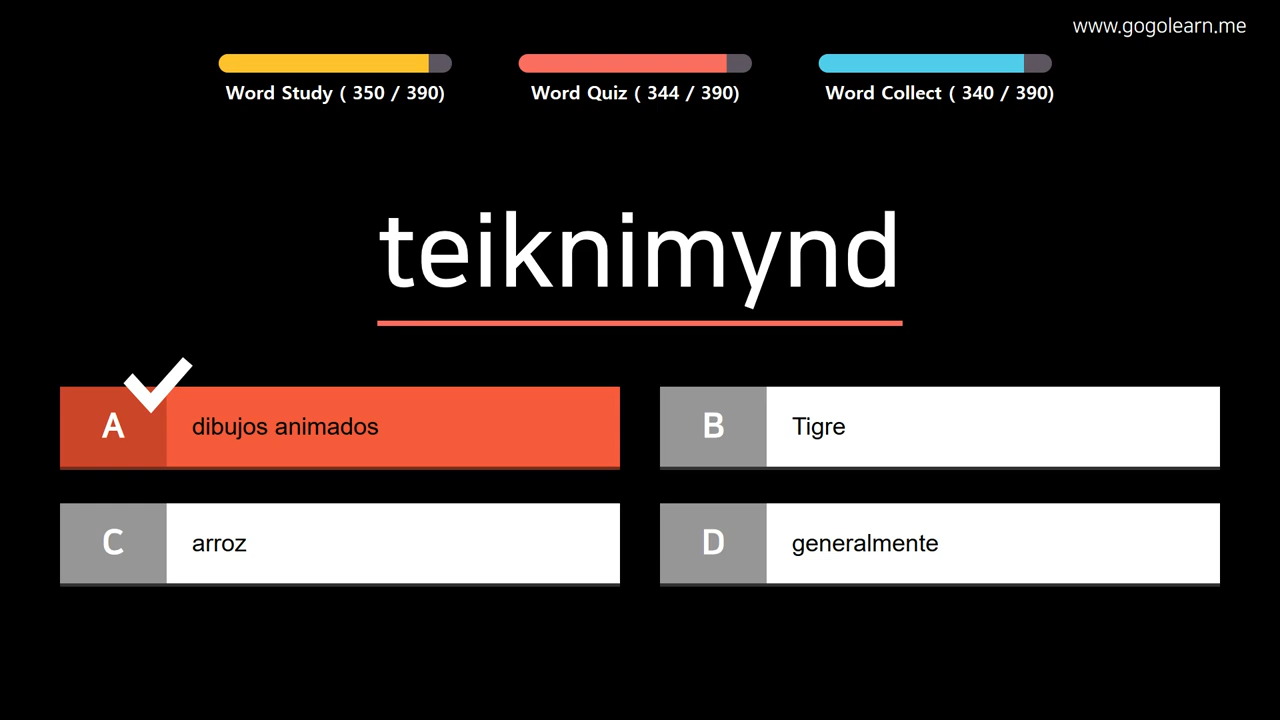 www.gogolearn.me
Word Study ( 350 / 390)
Word Quiz ( 344 / 390)
Word Collect ( 340 / 390)
teiknimynd
A dibujos animados
B Tigre
C arroz
D generalmente